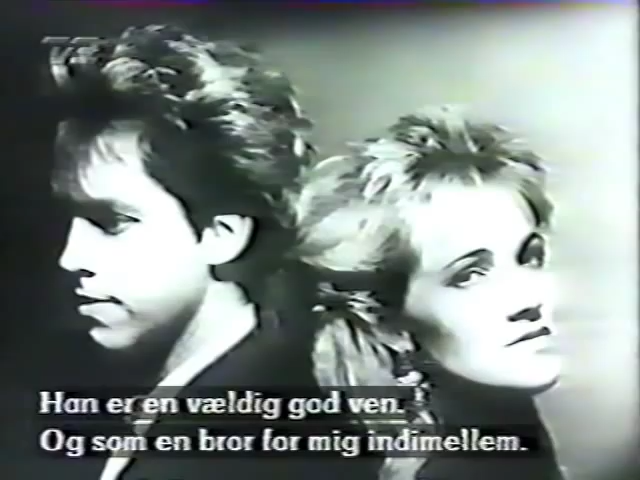 Han er en vældig god ven.
Og som en bror for mig indimellem.